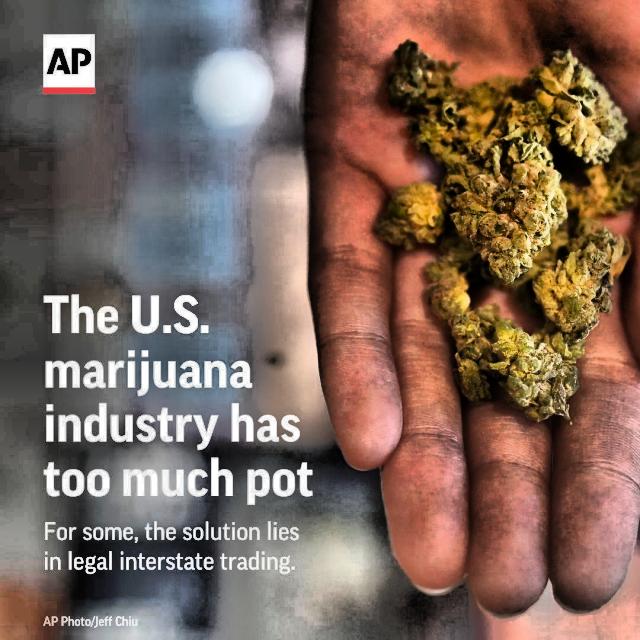 AP
The U.S.
marijuana
industry has
too much pot
For some, the solution lies
in legal interstate trading.
AP Photo/Jeff Chiu